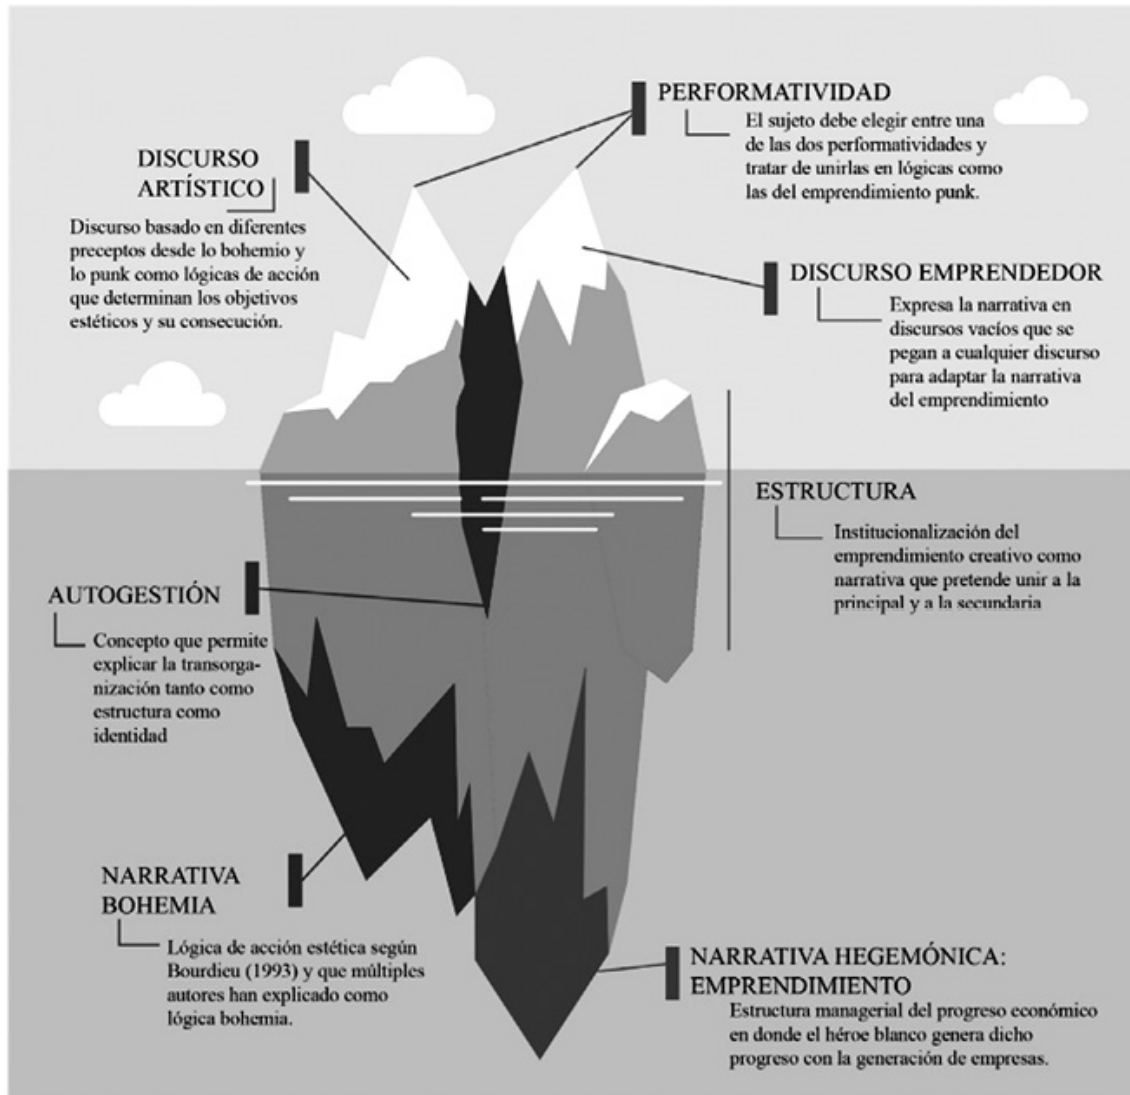 PERFORMATIVIDAD
El sujeto debe elegir entre una
de las dos performatividades y
tratar de unirlas en lógicas como
las del emprendimiento punk.
DISCURSO
ARTÍSTICO
Discurso basado en diferentes
preceptos desde lo bohemio y
lo punk como lógicas de acción
que determinan los objetivos
estéticos y su consecución.
DISCURSO EMPRENDEDOR
Expresa la narrativa en
discursos vacíos que se
pegan a cualquier discurso
para adaptar la narrativa
del emprendimiento
ESTRUCTURA
Institucionalización del
emprendimiento creativo como
narrativa que pretende unir a la
principal y a la secundaria
AUTOGESTIÓN
Concepto que permite
explicar la transorga-
nización tanto como
estructura como
identidad
NARRATIVA
BOHEMIA
Lógica de acción estética según
Bourdieu (1993) y que múltiples
autores han explicado como
lógica bohemia.
NARRATIVA HEGEMÓNICA:
EMPRENDIMIENTO
Estructura managerial del progreso económico
en donde el héroe blanco genera dicho
progreso con la generación de empresas.